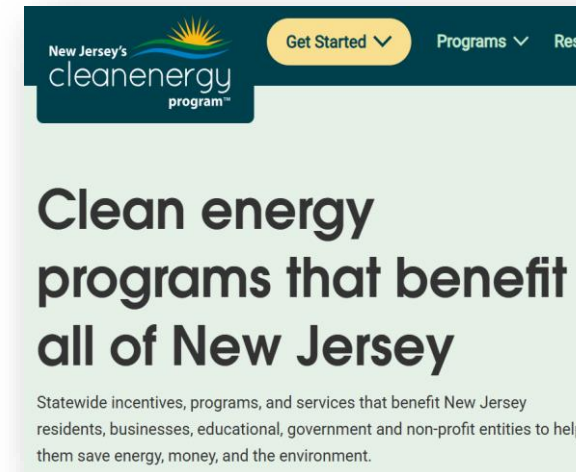 New Jersey's
cleanenergy
program™
Get Started
Programs
Clean energy
programs that benefit
all of New Jersey
Statewide incentives, programs, and services that benefit New Jersey
residents, businesses, educational, government and non-profit entities to help
them save energy, money, and the environment.